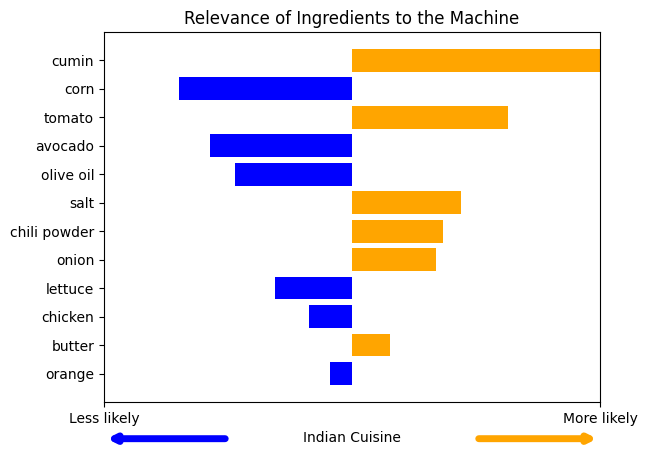 Relevance of Ingredients to the Machine
cumin
corn
tomato
avocado
olive oil
salt
chili powder
onion
lettuce
chicken
butter
orange
Less likely More likely
Indian Cuisine